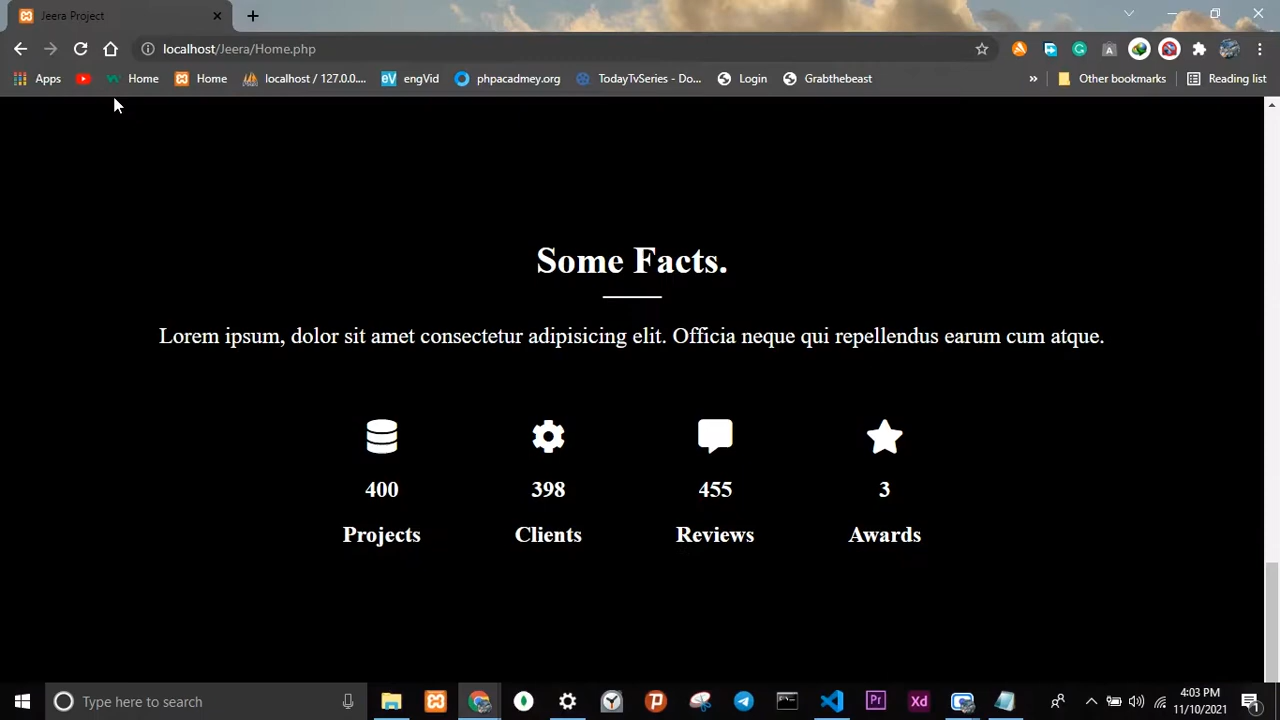 Jeera Project
localhost/Jeera/Home.php
Apps Home Home localhost / 127.0.0.... engVid phpacadmey.org TodayTvSeries - Do... Login Grabthebeast » Other bookmarks Reading list
Some Facts.
Lorem ipsum, dolor sit amet consectetur adipisicing elit. Officia neque qui repellendus earum cum atque.
400 398 455 3
Projects Clients Reviews Awards
Type here to search
Pr Xd
4:03 PM
11/10/2021